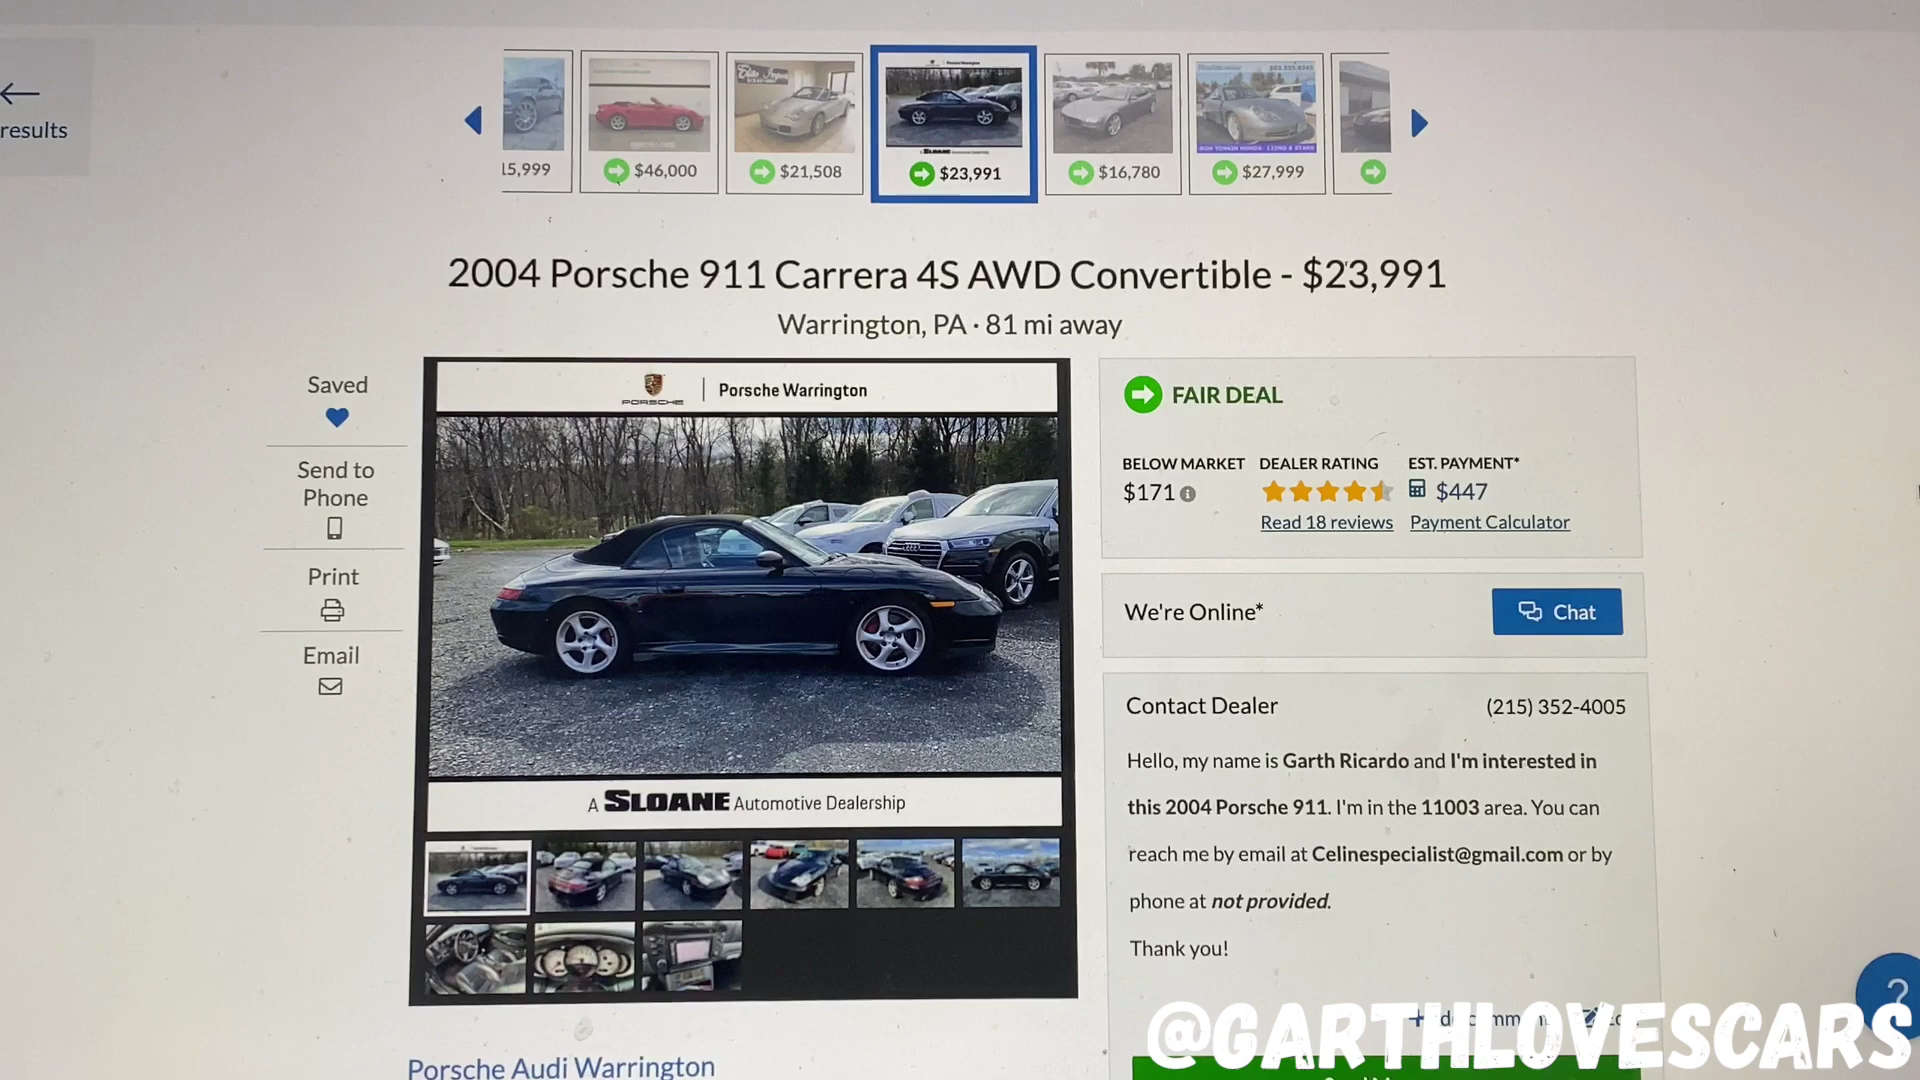 results
15,999
$46,000
$21,508
$23,991
$16,780
$27,999
2004 Porsche 911 Carrera 4S AWD Convertible - $23,991
Warrington, PA · 81 mi away
Saved
Send to
Phone
Print
Email
PORSCHE
Porsche Warrington
A SLOANE Automotive Dealership
FAIR DEAL
BELOW MARKET
$171
DEALER RATING
Read 18 reviews
EST. PAYMENT*
$447
Payment Calculator
We're Online*
Chat
Contact Dealer
(215) 352-4005
Hello, my name is Garth Ricardo and I'm interested in
this 2004 Porsche 911. I'm in the 11003 area. You can
reach me by email at Celinespecialist@gmail.com or by
phone at not provided.
Thank you!
?
@GARTHLOVESCARS
Porsche Audi Warrington